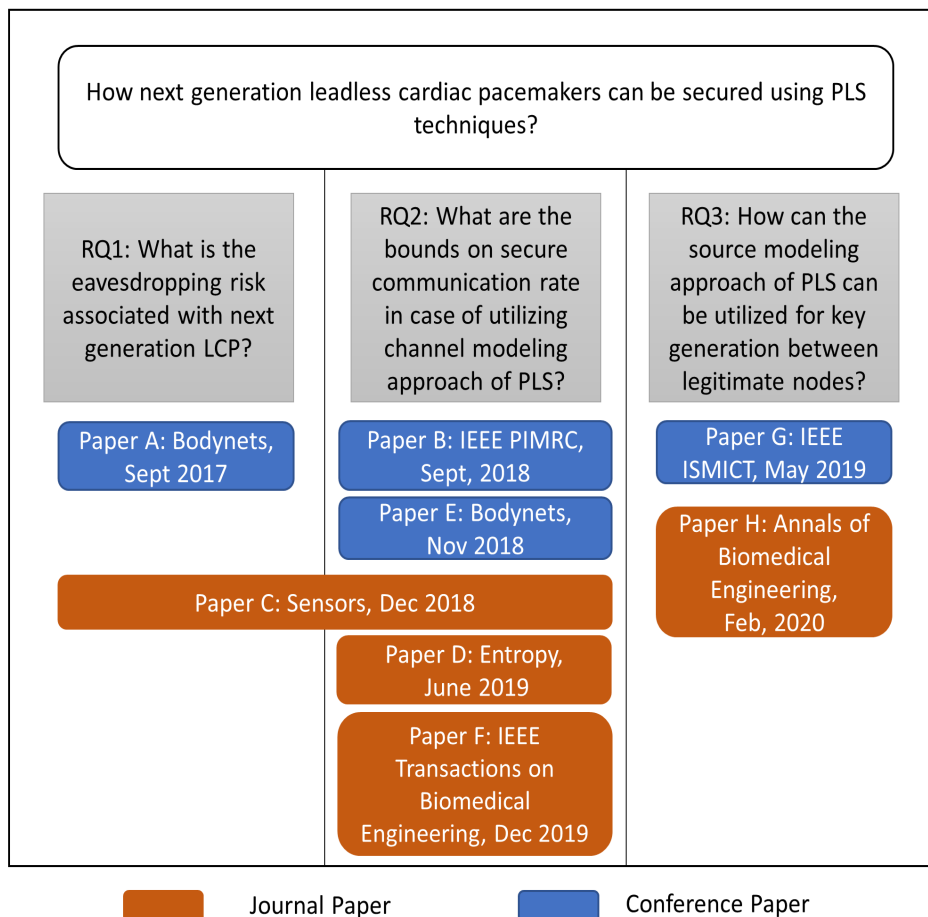 How next generation leadless cardiac pacemakers can be secured using PLS
techniques?
RQ1: What is the
eavesdropping risk
associated with next
generation LCP?
RQ2: What are the
bounds on secure
communication rate
in case of utilizing
channel modeling
approach of PLS?
RQ3: How can the
source modeling
approach of PLS can
be utilized for key
generation between
legitimate nodes?
Paper A: Bodynets,
Sept 2017
Paper B: IEEE PIMRC,
Sept, 2018
Paper G: IEEE
ISMICT, May 2019
Paper E: Bodynets,
Nov 2018
Paper H: Annals of
Biomedical
Engineering,
Feb, 2020
Paper C: Sensors, Dec 2018
Paper D: Entropy,
June 2019
Paper F: IEEE
Transactions on
Biomedical
Engineering, Dec 2019
Journal Paper
Conference Paper